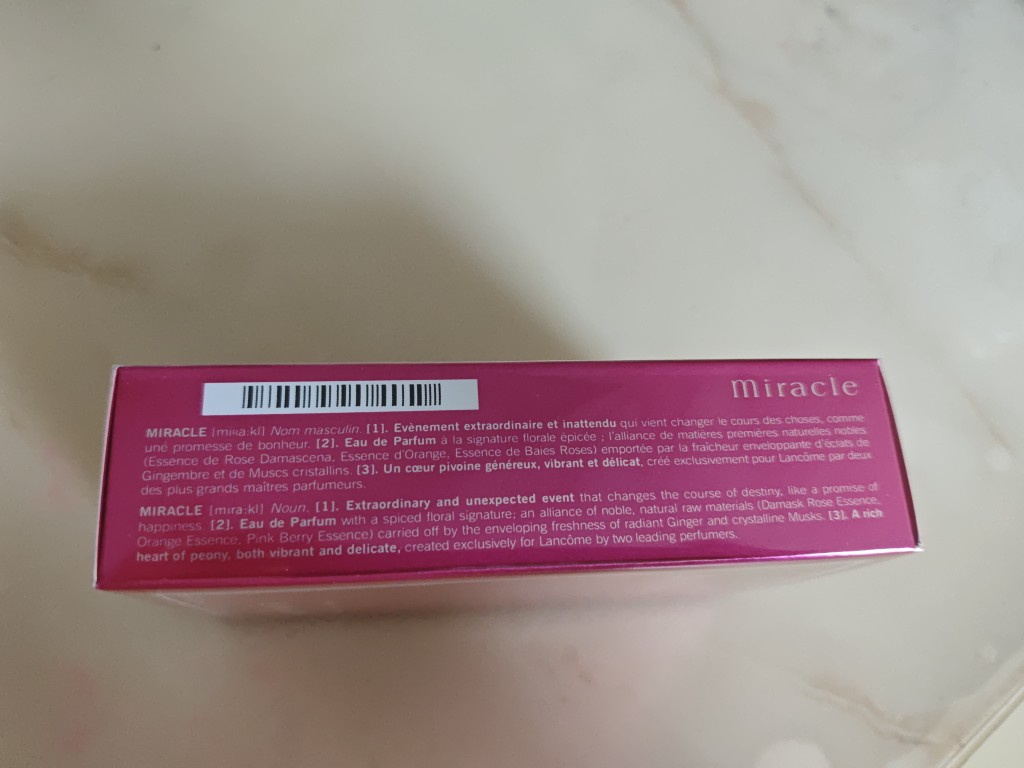 Miracle
MIRACLE [miʀa:kl] Nom masculin. [1]. Evènement extraordinaire et inattendu qui vient changer le cours des choses, comme
une promesse de bonheur. [2]. Eau de Parfum à la signature florale épicée ; l'alliance de matières premières naturelles nobles
(Essence de Rose Damascena, Essence d'Orange, Essence de Baies Roses) emportée par la fraîcheur enveloppante d'éclats de
Gingembre et de Muscs cristallins. [3]. Un cœur pivoine généreux, vibrant et délicat, créé exclusivement pour Lancôme par deux
des plus grands maîtres parfumeurs.
MIRACLE [mıra:kl] Noun. [1]. Extraordinary and unexpected event that changes the course of destiny, like a promise of
happiness. [2]. Eau de Parfum with a spiced floral signature; an alliance of noble, natural raw materials (Damask Rose Essence,
Orange Essence, Pink Berry Essence) carried off by the enveloping freshness of radiant Ginger and crystalline Musks. [3]. A rich
heart of peony, both vibrant and delicate, created exclusively for Lancôme by two leading perfumers.